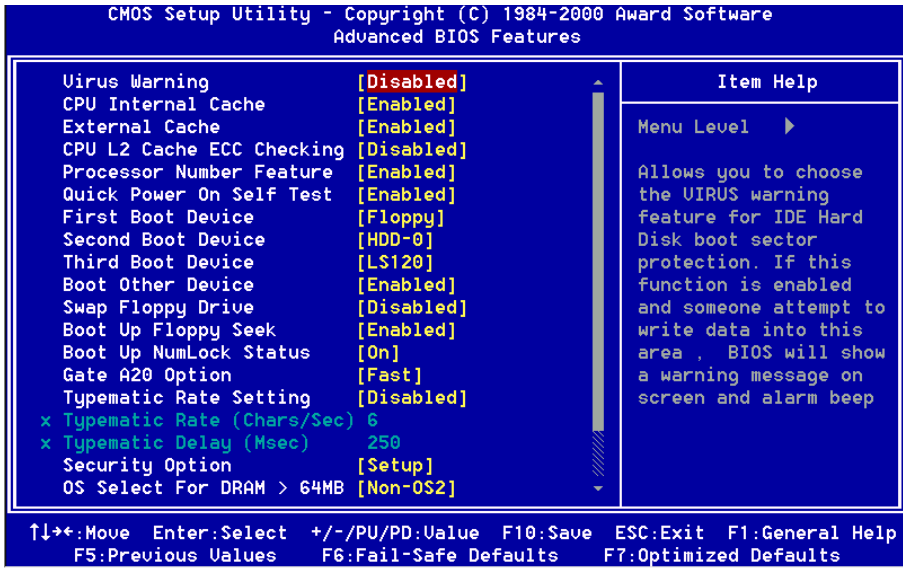 CMOS Setup Utility - Copyright (C) 1984-2000 Award Software
Advanced BIOS Features
Virus Warning [Disabled]
CPU Internal Cache [Enabled]
External Cache [Enabled]
CPU L2 Cache ECC Checking [Disabled]
Processor Number Feature [Enabled]
Quick Power On Self Test [Enabled]
First Boot Device [Floppy]
Second Boot Device [HDD-0]
Third Boot Device [LS120]
Boot Other Device [Enabled]
Swap Floppy Drive [Disabled]
Boot Up Floppy Seek [Enabled]
Boot Up NumLock Status [On]
Gate A20 Option [Fast]
Typematic Rate Setting [Disabled]
x Typematic Rate (Chars/Sec) 6
x Typematic Delay (Msec) 250
Security Option [Setup]
OS Select For DRAM > 64MB [Non-OS2]
Item Help
Menu Level
Allows you to choose
the VIRUS warning
feature for IDE Hard
Disk boot sector
protection. If this
function is enabled
and someone attempt to
write data into this
area , BIOS will show
a warning message on
screen and alarm beep
↑↓→←:Move Enter:Select +/-/PU/PD:Value F10:Save ESC:Exit F1:General Help
F5:Previous Values F6:Fail-Safe Defaults F7:Optimized Defaults